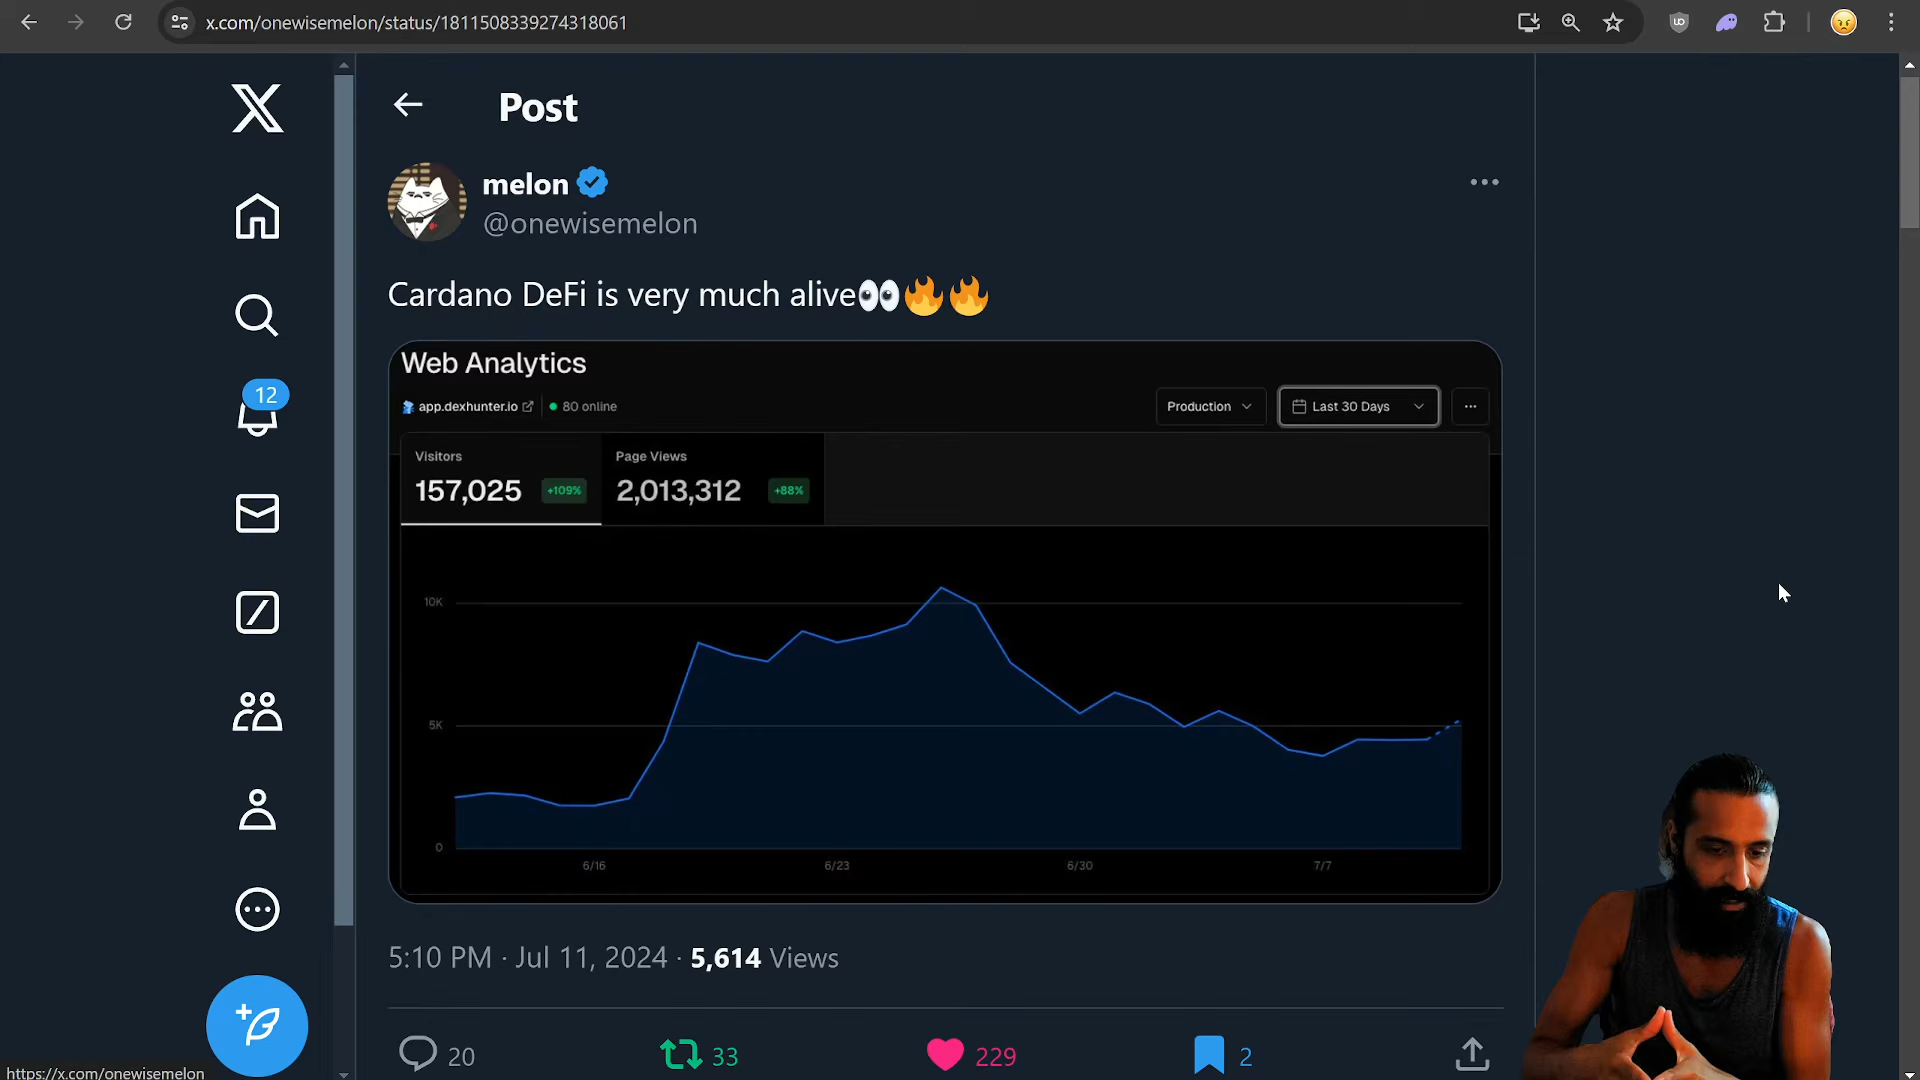 x.com/onewisemelon/status/1811508339274318061
Post
melon
@onewisemelon
Cardano DeFi is very much alive👀🔥🔥
Web Analytics
app.dexhunter.io
80 online
Production
Last 30 Days
Visitors
157,025 +109%
Page Views
2,013,312 +88%
10K
5K
0
6/16 6/23 6/30 7/7
5:10 PM · Jul 11, 2024 · 5,614 Views
20 33 229 2
12
https://x.com/onewisemelon